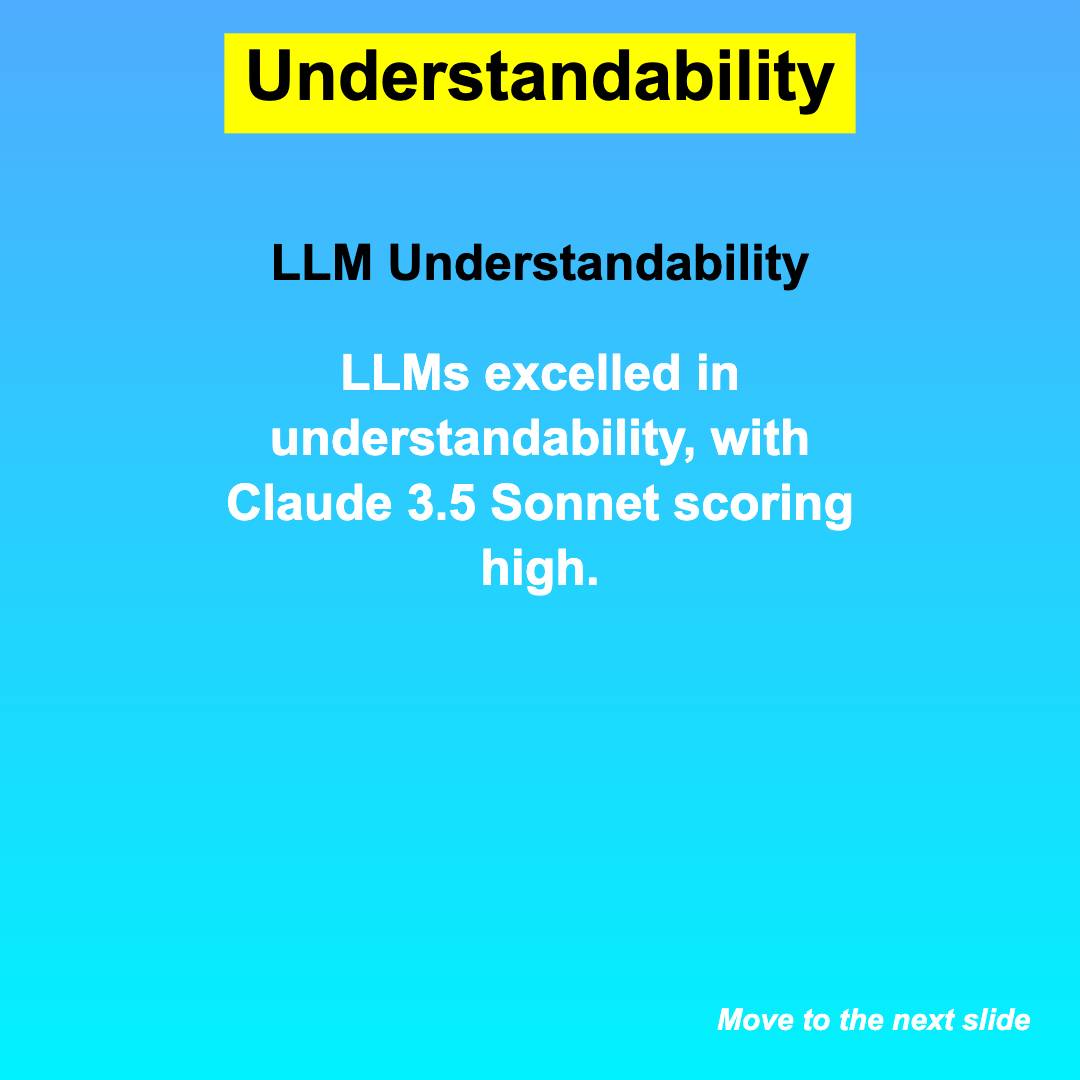 Understandability
LLM Understandability
LLMs excelled in
understandability, with
Claude 3.5 Sonnet scoring
high.
Move to the next slide